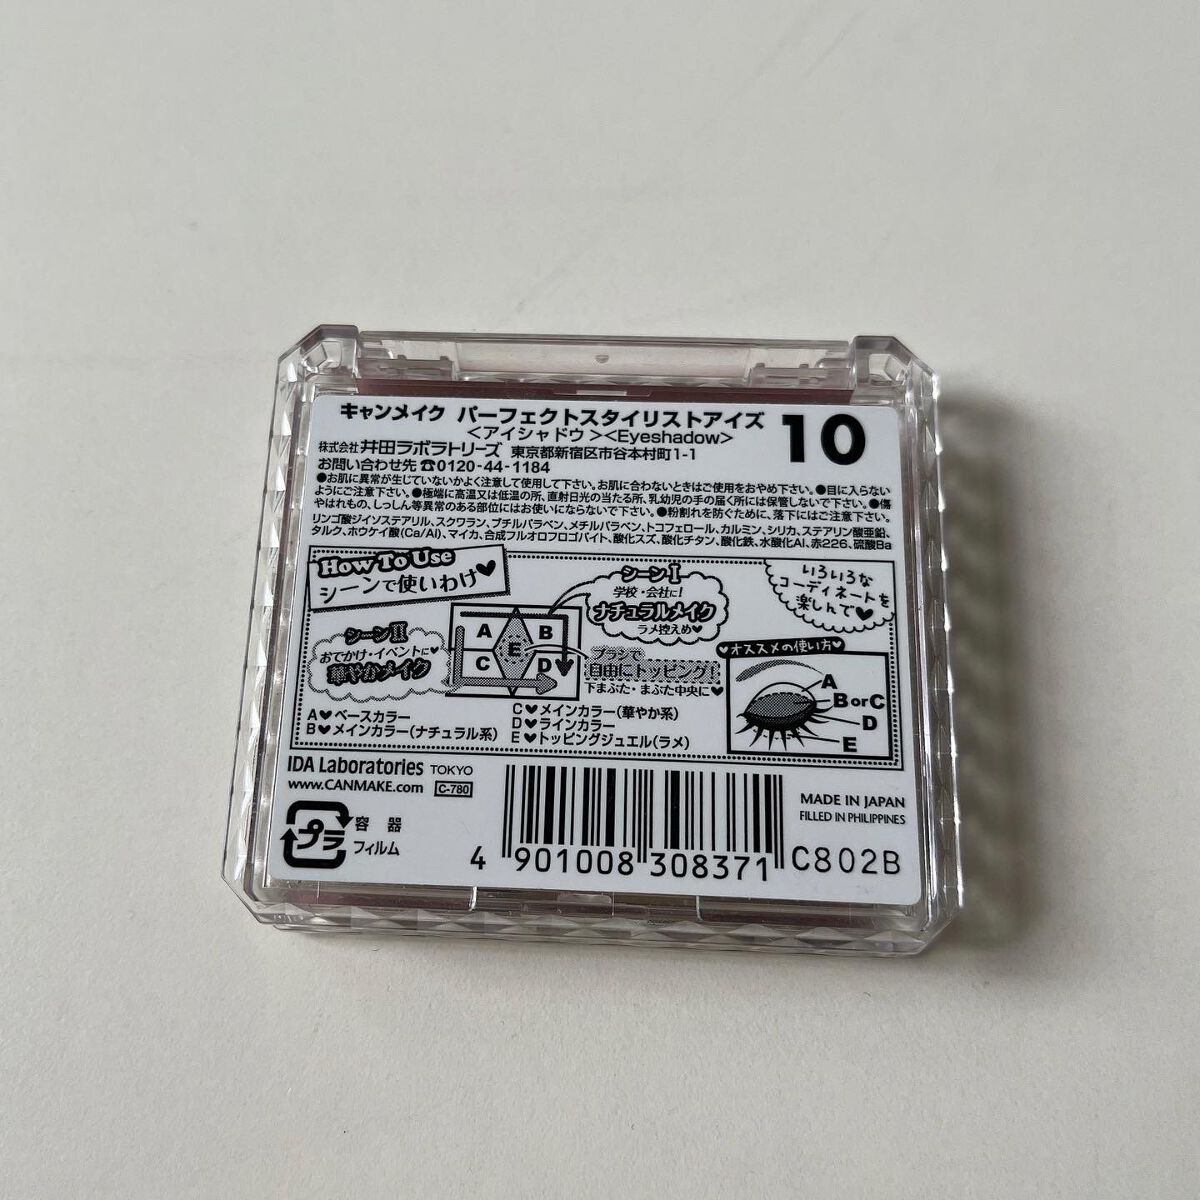 キャンメイク パーフェクトスタイリストアイズ 10
<アイシャドウ><Eyeshadow>
株式会社 井田ラボラトリーズ 東京都新宿区市谷本村町1-1
お問い合わせ先☎0120-44-1184
●お肌に異常が生じていないかよく注意して使用して下さい。お肌に合わないときはご使用をおやめ下さい。●目に入らない
ようにご注意下さい。●極端に高温又は低温の所、直射日光の当たる所、乳幼児の手の届く所には保管しないで下さい。●傷
やはれもの、しっしん等異常のある部位にはお使いにならないで下さい。●粉割れを防ぐために、落下にはご注意下さい。
リンゴ酸ジイソステアリル、スクワラン、ブチルパラベン、メチルパラベン、トコフェロール、カルミン、シリカ、ステアリン酸亜鉛、
タルク、ホウケイ酸(Ca/Al)、マイカ、合成フルオロフロゴパイト、酸化スズ、酸化チタン、酸化鉄、水酸化Al、赤226、硫酸Ba
How To Use
シーンで使いわけ♥
シーンI
学校・会社に!
ナチュラルメイク
ラメ控えめ♥
いろいろな
コーディネートを
楽しんで♥
シーンII
おでかけ・イベントに♥
華やかメイク
A B
E
C D
ブラシで
自由にトッピング!
下まぶた・まぶた中央に♥
♥オススメの使い方♥
A
B or C
D
E
A♥ベースカラー
B♥メインカラー(ナチュラル系)
C♥メインカラー(華やか系)
D♥ラインカラー
E♥トッピングジュエル(ラメ)
IDA Laboratories TOKYO
www.CANMAKE.com C-780
プラ
容器
フィルム
4 901008 308371
MADE IN JAPAN
FILLED IN PHILIPPINES
C802B